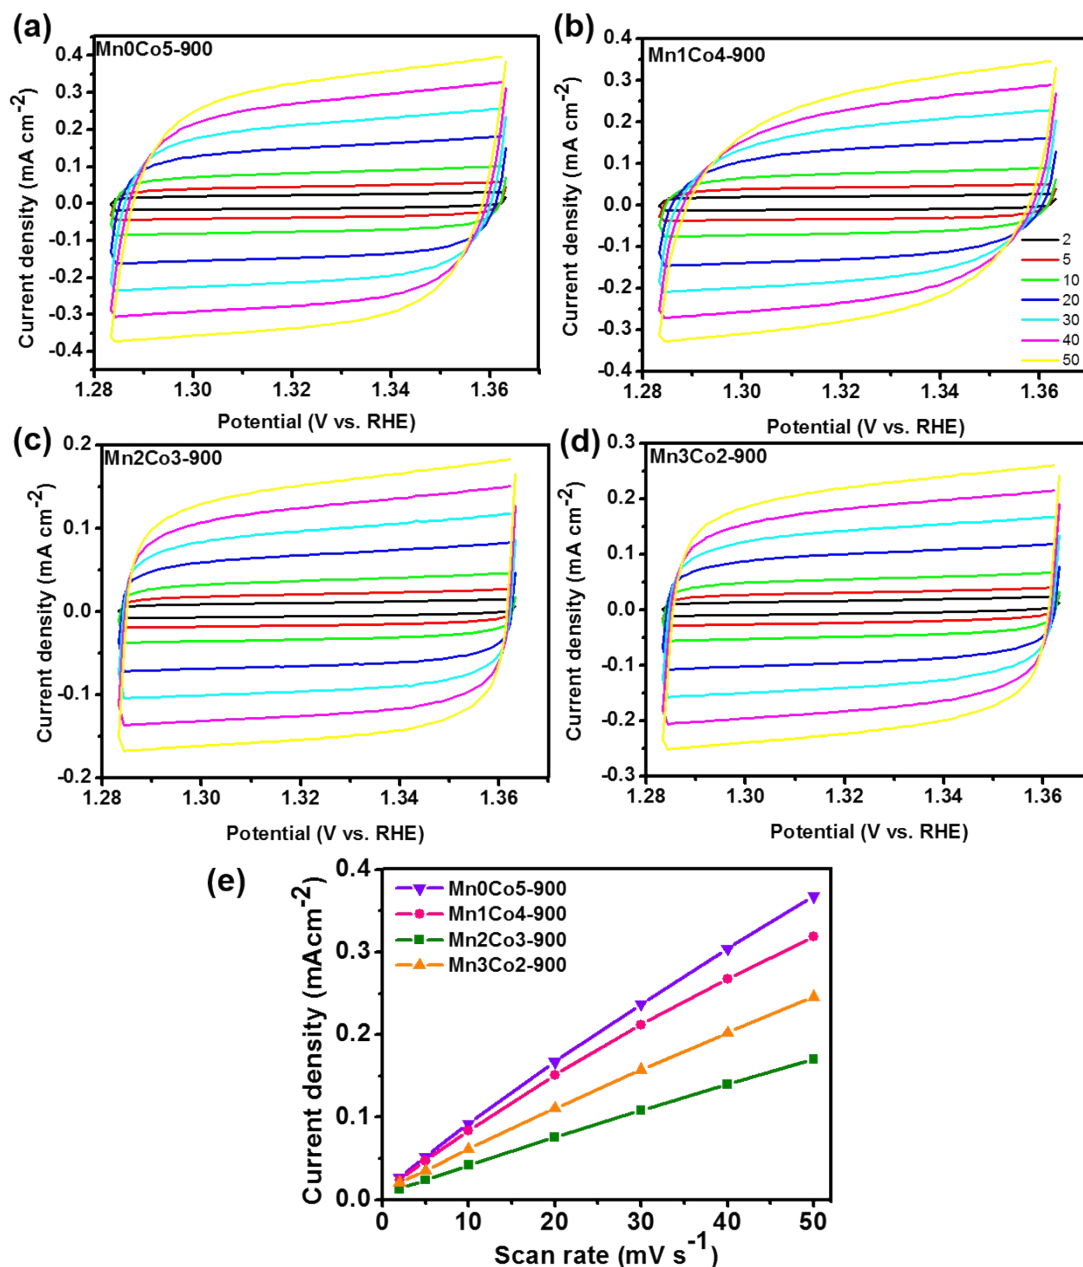 (a)
Mn0Co5-900
0.4
0.3
0.2
0.1
0.0
-0.1
-0.2
-0.3
-0.4
1.28
1.30
1.32
1.34
1.36
Current density (mA cm⁻²)
Potential (V vs. RHE)
(b)
Mn1Co4-900
0.4
0.3
0.2
0.1
0.0
-0.1
-0.2
-0.3
-0.4
1.28
1.30
1.32
1.34
1.36
Current density (mA cm⁻²)
Potential (V vs. RHE)
2
5
10
20
30
40
50
(c)
Mn2Co3-900
0.2
0.1
0.0
-0.1
-0.2
1.28
1.30
1.32
1.34
1.36
Current density (mA cm⁻²)
Potential (V vs. RHE)
(d)
Mn3Co2-900
0.3
0.2
0.1
0.0
-0.1
-0.2
-0.3
1.28
1.30
1.32
1.34
1.36
Current density (mA cm⁻²)
Potential (V vs. RHE)
(e)
Mn0Co5-900
Mn1Co4-900
Mn2Co3-900
Mn3Co2-900
0.4
0.3
0.2
0.1
0.0
0
10
20
30
40
50
Current density (mAcm⁻²)
Scan rate (mV s⁻¹)